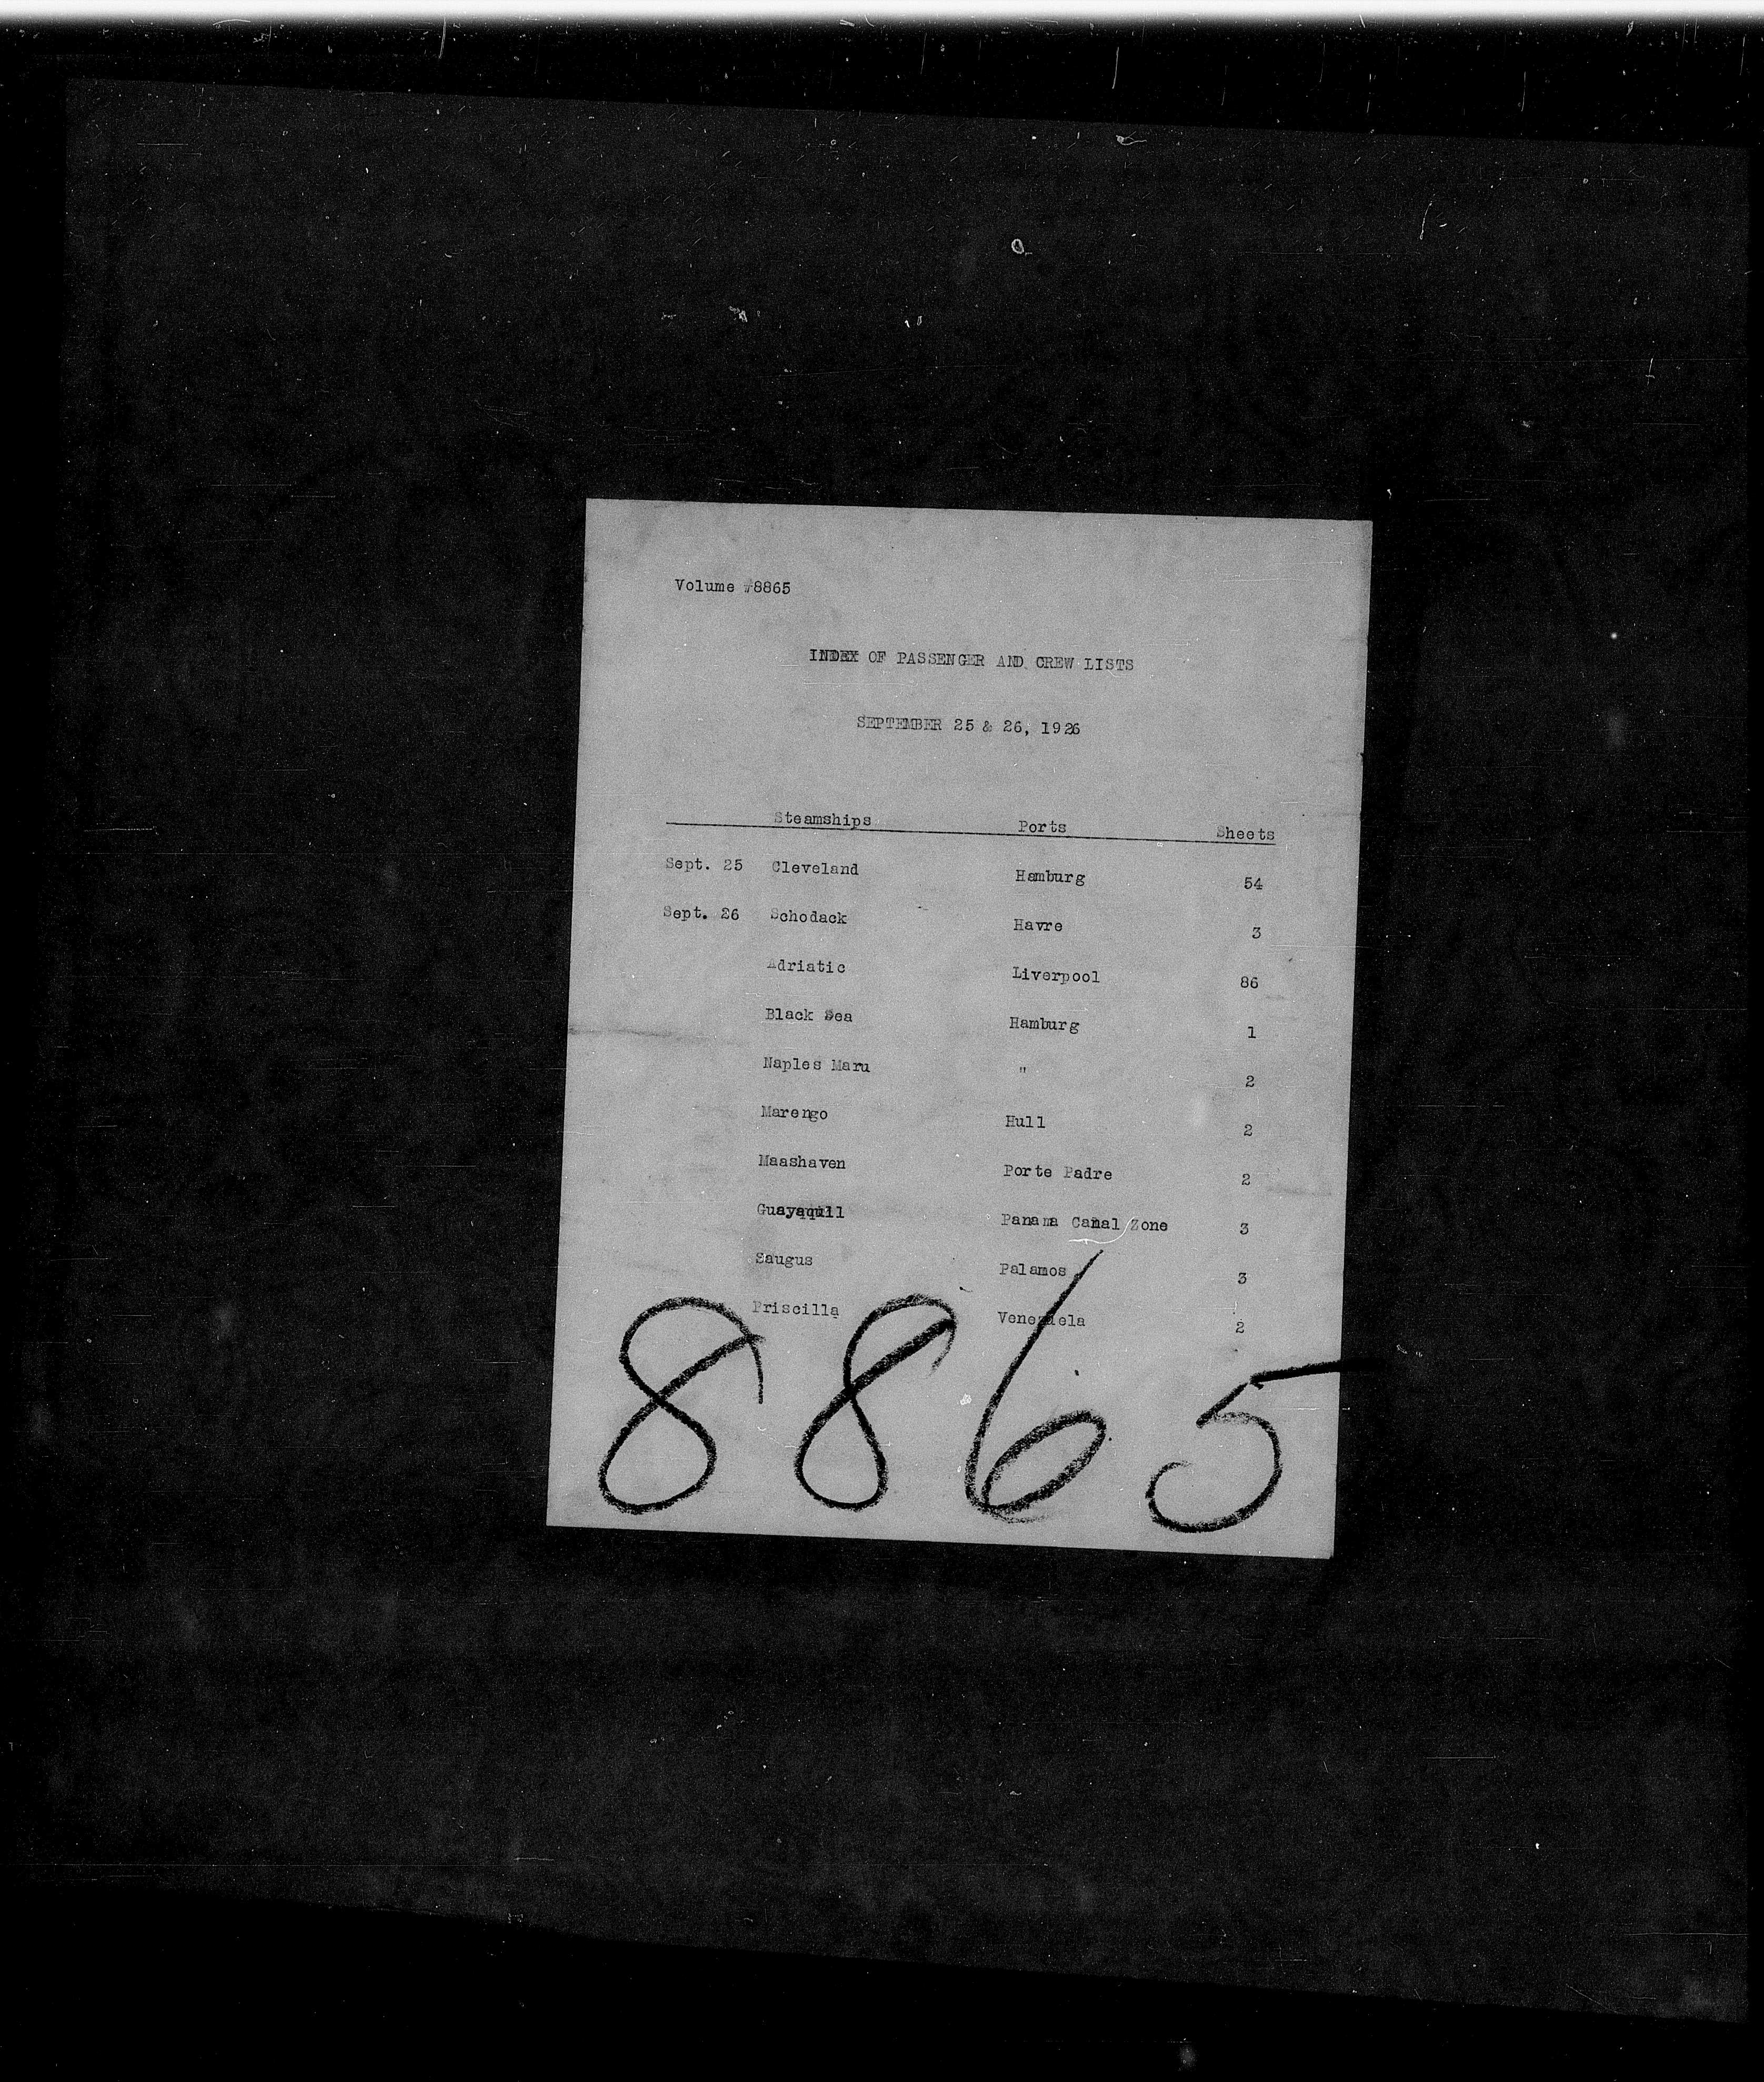 Volume #8865
INDEX OF PASSENGER AND CREW LISTS
SEPTEMBER 25 & 26, 1926
Steamships Ports Sheets
Sept. 25 Cleveland Hamburg 54
Sept. 26 Schodack Havre 3
Adriatic Liverpool 86
Black Sea Hamburg 1
Naples Maru " 2
Marengo Hull 2
Maashaven Porte Padre 2
Guayaquil Panama Canal Zone 3
Saugus Palamos 3
Priscilla Venezuela 2
8865